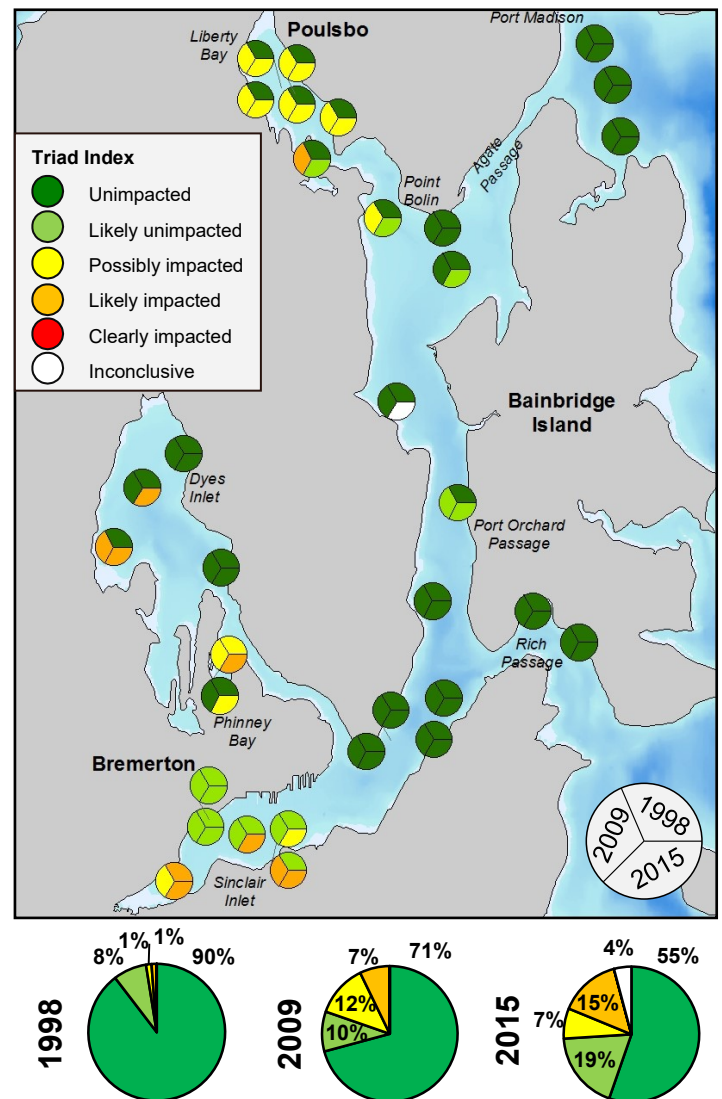 Port Madison
Liberty
Bay
Poulsbo
Triad Index
Unimpacted
Likely unimpacted
Possibly impacted
Likely impacted
Clearly impacted
Inconclusive
Agate
Passage
Point
Bolin
Bainbridge
Island
Dyes
Inlet
Port Orchard
Passage
Rich
Passage
Phinney
Bay
Bremerton
Sinclair
Inlet
2009
1998
2015
1998
8%
1%
1%
90%
2009
7%
71%
12%
10%
2015
4%
55%
15%
7%
19%